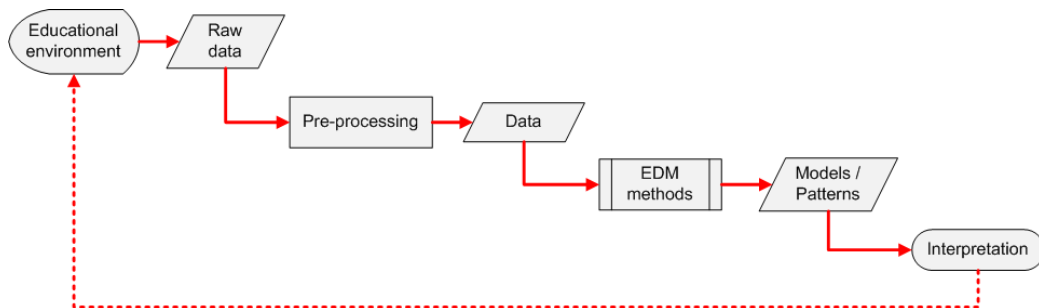 Educational
environment
Raw
data
Pre-processing
Data
EDM
methods
Models /
Patterns
Interpretation